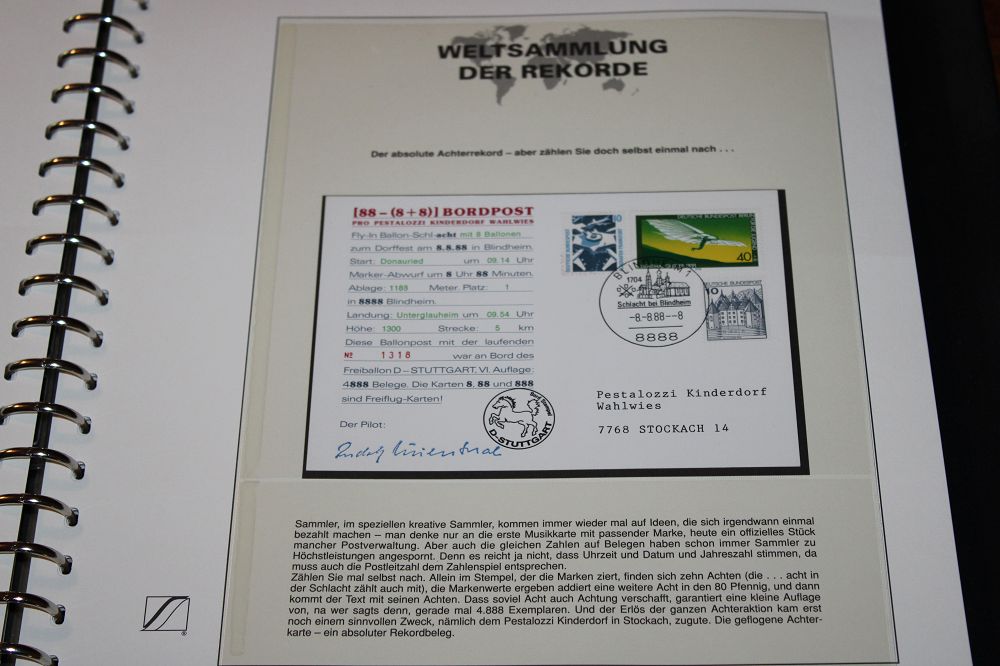 WELTSAMMLUNG
DER REKORDE
Der absolute Achterrekord – aber zählen Sie doch selbst einmal nach . . .
[88–(8+8)] BORDPOST
PRO PESTALOZZI KINDERDORF WAHLWIES
Fly-In Ballon-Schl-acht mit 8 Ballonen
zum Dorffest am 8.8.88 in Blindheim.
Start: Donauried um 09.14 Uhr
Marker-Abwurf um 8 Uhr 88 Minuten.
Ablage: 1188 Meter. Platz: 1
in 8888 Blindheim.
Landung: Unterglauheim um 09.54 Uhr
Höhe: 1300 Strecke: 5 km
Diese Ballonpost mit der laufenden
№ 1318 war an Bord des
Freiballon D–STUTTGART, VI. Auflage:
4888 Belege. Die Karten 8, 88 und 888
sind Freiflug-Karten!
Der Pilot:
D-STUTTGART
DEUTSCHE BUNDESPOST BERLIN
40
DEUTSCHE BUNDESPOST
10
DEUTSCHE BUNDESPOST
BLINDHEIM 1
1704
Schlacht bei Blindheim
–8.-8.88.--8
8888
Pestalozzi Kinderdorf
Wahlwies
7768 STOCKACH 14
Sammler, im speziellen kreative Sammler, kommen immer wieder mal auf Ideen, die sich irgendwann einmal
bezahlt machen – man denke nur an die erste Musikkarte mit passender Marke, heute ein offizielles Stück
mancher Postverwaltung. Aber auch die gleichen Zahlen auf Belegen haben schon immer Sammler zu
Höchstleistungen angespornt. Denn es reicht ja nicht, dass Uhrzeit und Datum und Jahreszahl stimmen, da
muss auch die Postleitzahl dem Zahlenspiel entsprechen.
Zählen Sie mal selbst nach. Allein im Stempel, der die Marken ziert, finden sich zehn Achten (die . . . acht in
der Schlacht zählt auch mit), die Markenwerte ergeben addiert eine weitere Acht in den 80 Pfennig, und dann
kommt der Text mit seinen Achten. Dass soviel Acht auch Achtung verschafft, garantiert eine kleine Auflage
von, na wer sagts denn, gerade mal 4.888 Exemplaren. Und der Erlös der ganzen Achteraktion kam erst
noch einem sinnvollen Zweck, nämlich dem Pestalozzi Kinderdorf in Stockach, zugute. Die geflogene Achter-
karte – ein absoluter Rekordbeleg.